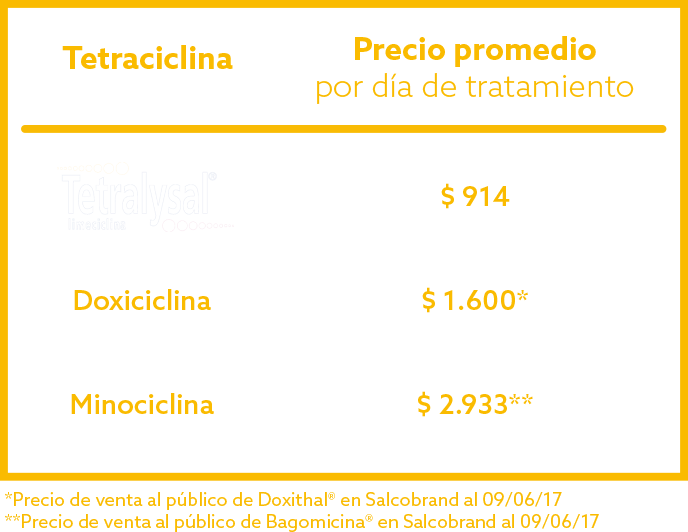 Tetraciclina
Precio promedio
por día de tratamiento
Tetralysal®
limeciclina
$ 914
Doxiciclina
$ 1.600*
Minociclina
$ 2.933**
*Precio de venta al público de Doxithal® en Salcobrand al 09/06/17
**Precio de venta al público de Bagomicina® en Salcobrand al 09/06/17